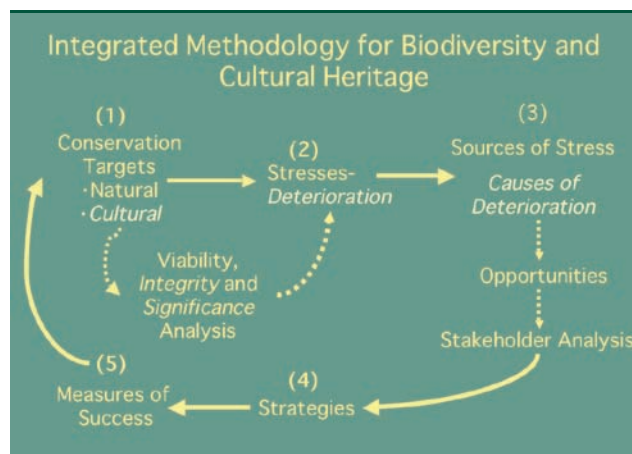 Integrated Methodology for Biodiversity and
Cultural Heritage
(1)
Conservation
Targets
·Natural
·Cultural
(2)
Stresses-
Deterioration
(3)
Sources of Stress
Causes of
Deterioration
Viability,
Integrity and
Significance
Analysis
Opportunities
Stakeholder Analysis
(4)
Strategies
(5)
Measures of
Success